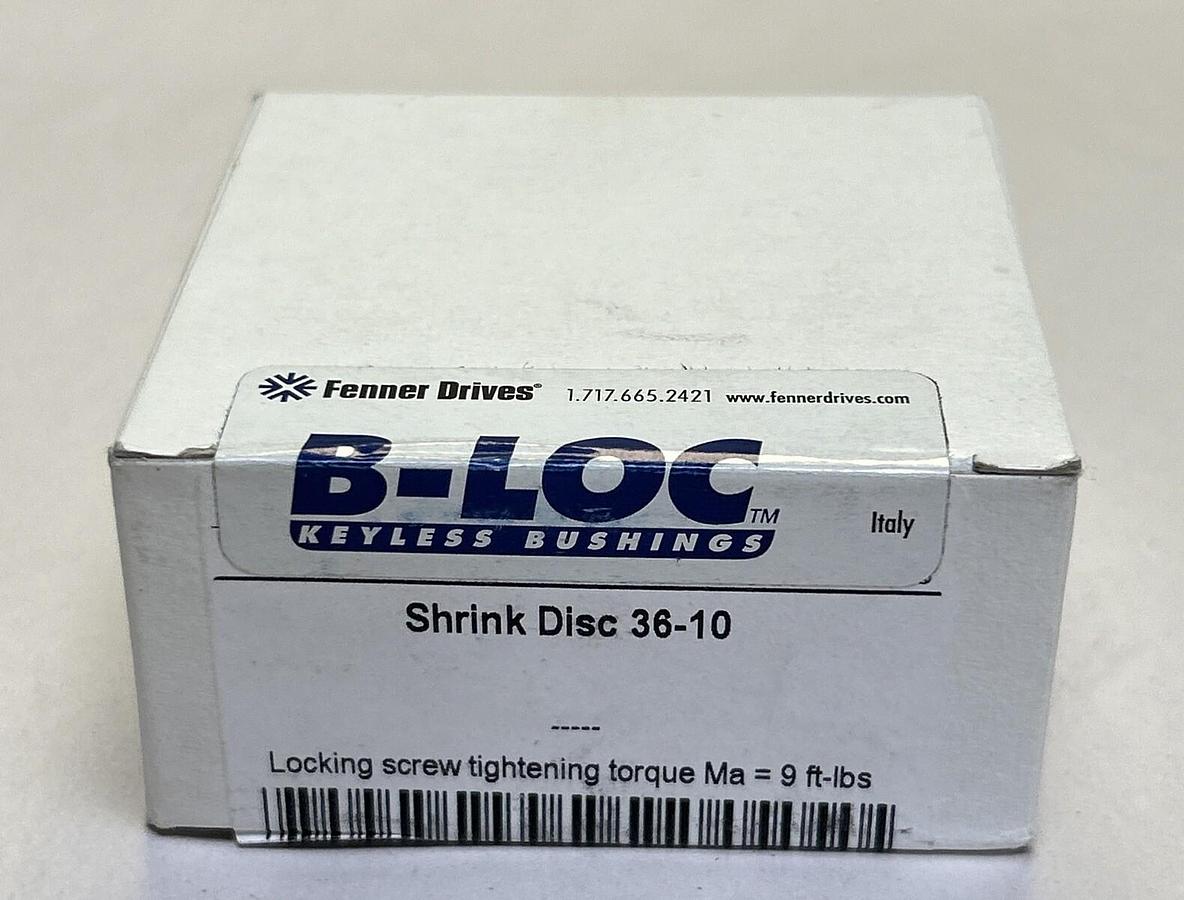 Fenner Drives® 1.717.665.2421 www.fennerdrives.com
B-LOC™
KEYLESS BUSHINGS
Italy
Shrink Disc 36-10
-----
Locking screw tightening torque Ma = 9 ft-lbs